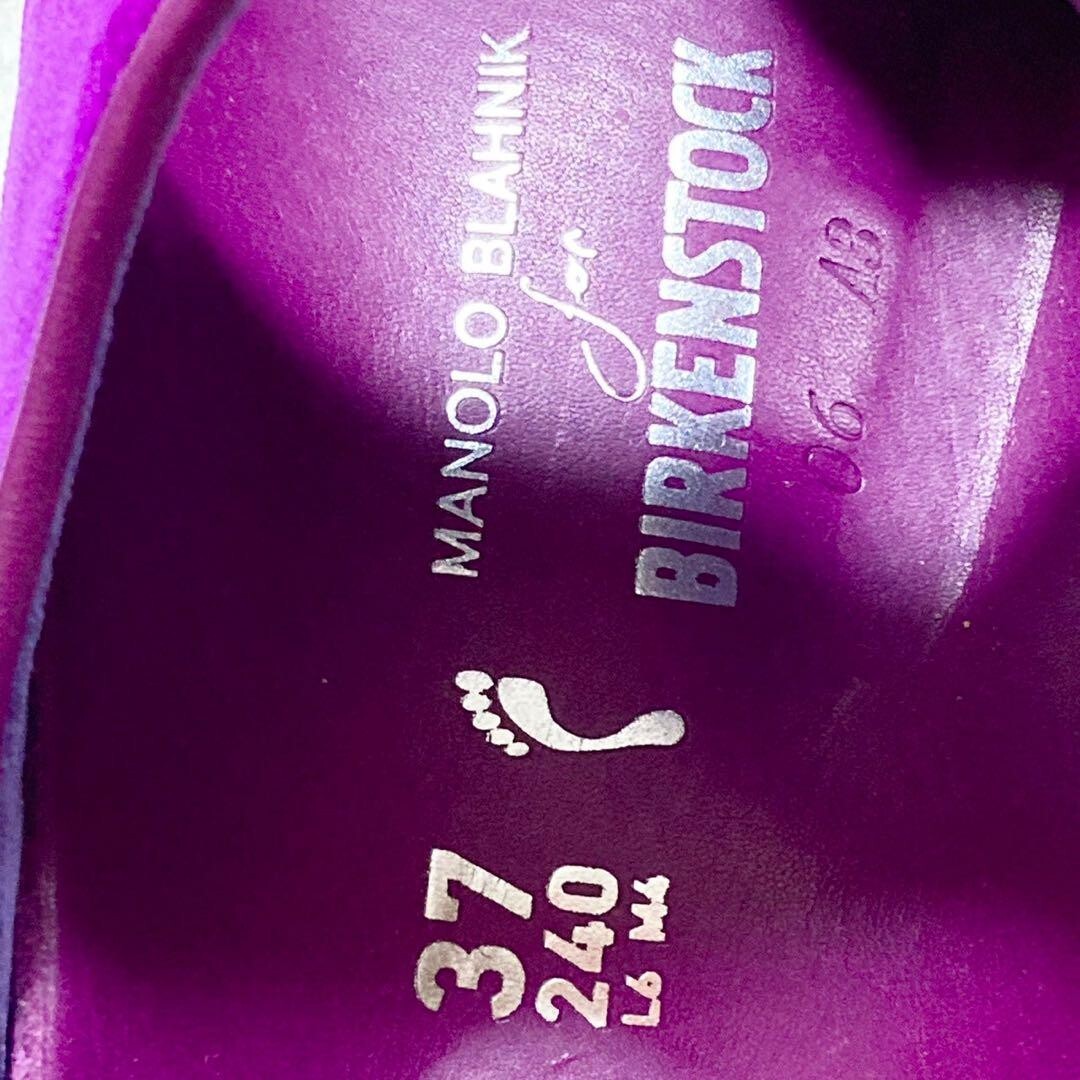 MANOLO BLAHNIK
for
BIRKENSTOCK
06 AB
37
240
L6 M4